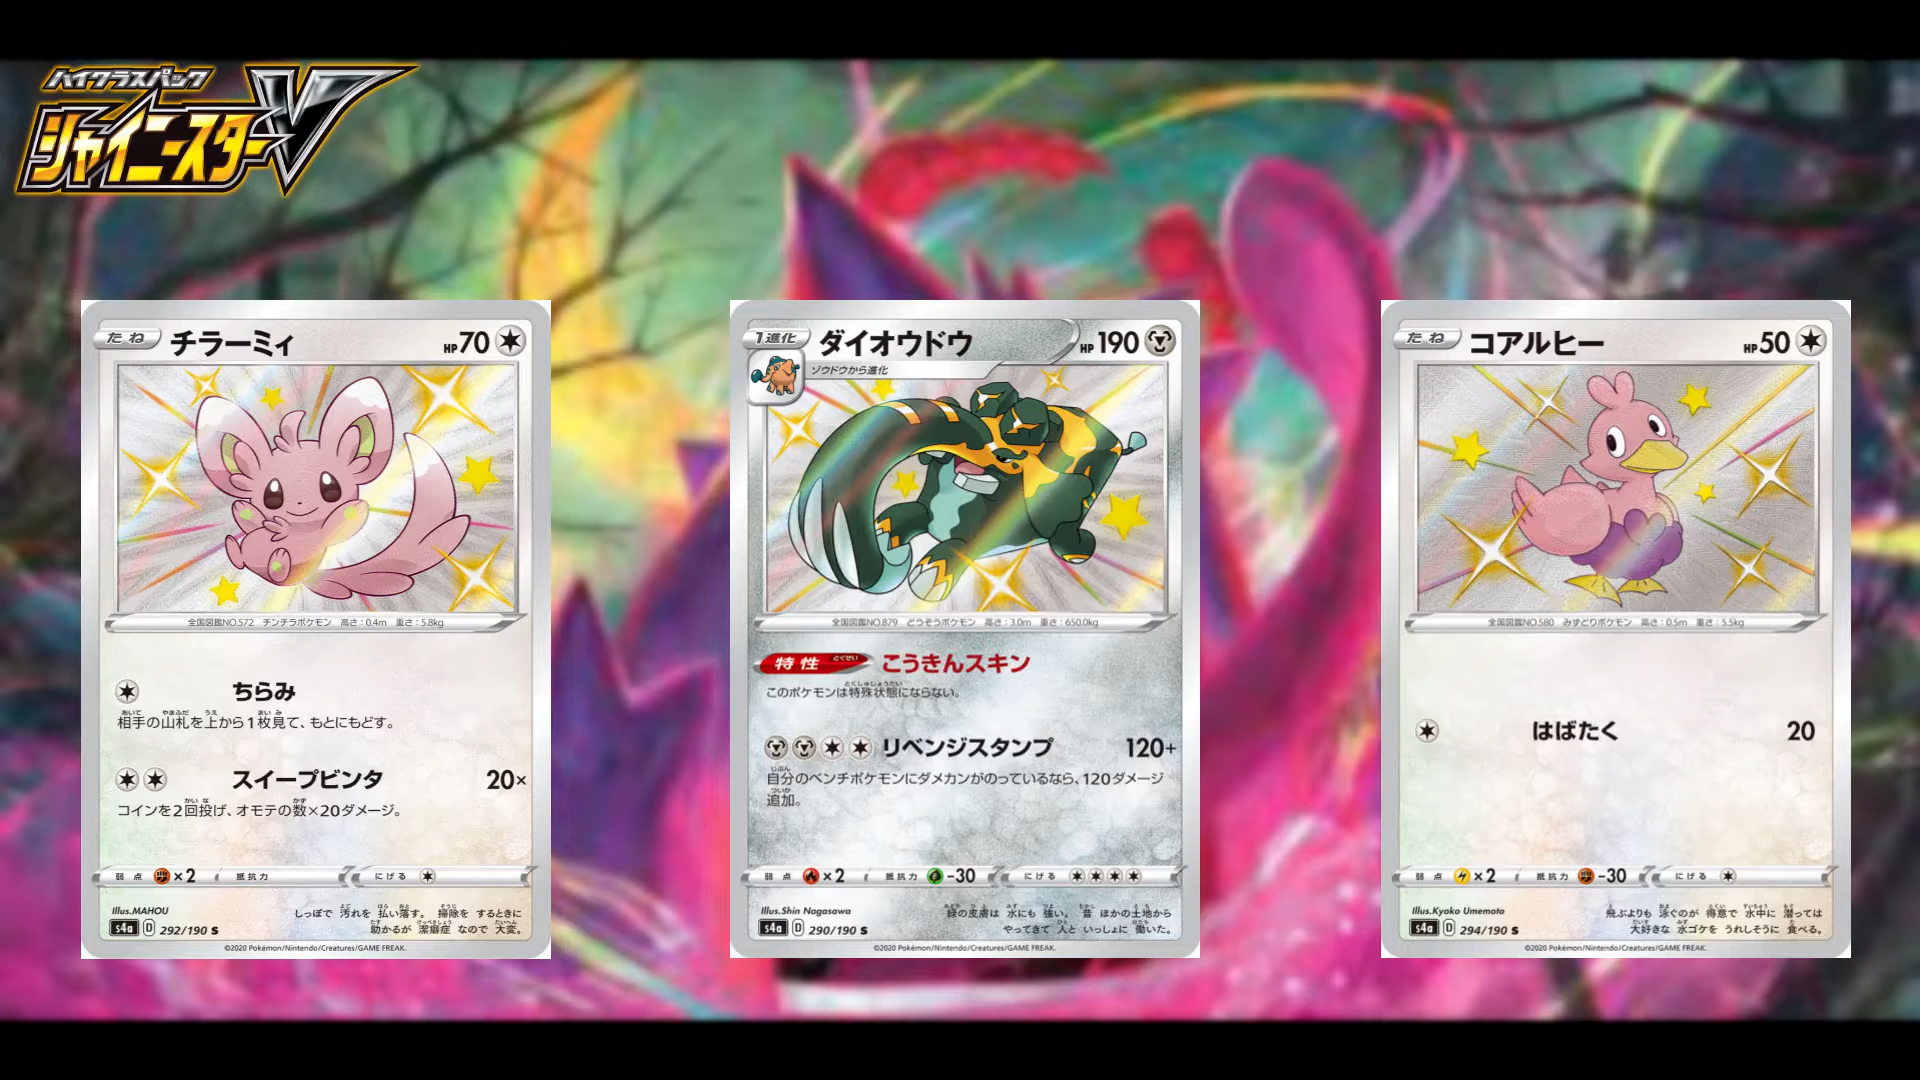 ハイクラスパック
シャイニースターV
たね チラーミィ HP70
全国図鑑NO.572 チンチラポケモン 高さ:0.4m 重さ:5.8kg
ちらみ
相手の山札を上から1枚見て、もとにもどす。
スイープビンタ 20×
コインを2回投げ、オモテの数×20ダメージ。
弱点 ×2 抵抗力 にげる
illus.MAHOU
しっぽで 汚れを 払い落す。 掃除を するときに
助かるが 潔癖症 なので 大変。
s4a D 292/190 S
©2020 Pokémon/Nintendo/Creatures/GAME FREAK.
1進化 ダイオウドウ HP190
ゾウドウから進化
全国図鑑NO.879 どうぞうポケモン 高さ:3.0m 重さ:650.0kg
特性 とくせい こうきんスキン
このポケモンは特殊状態にならない。
リベンジスタンプ 120+
自分のベンチポケモンにダメカンがのっているなら、120ダメージ
追加。
弱点 ×2 抵抗力 -30 にげる
illus.Shin Nagasawa
緑の皮膚は 水にも 強い。 昔 ほかの土地から
やってきて 人と いっしょに 働いた。
s4a D 290/190 S
©2020 Pokémon/Nintendo/Creatures/GAME FREAK.
たね コアルヒー HP50
全国図鑑NO.580 みずどりポケモン 高さ:0.5m 重さ:5.5kg
はばたく 20
弱点 ×2 抵抗力 -30 にげる
illus.Kyoko Umemoto
飛ぶよりも 泳ぐのが 得意で 水中に 潜っては
大好きな 水ゴケを うれしそうに 食べる。
s4a D 294/190 S
©2020 Pokémon/Nintendo/Creatures/GAME FREAK.